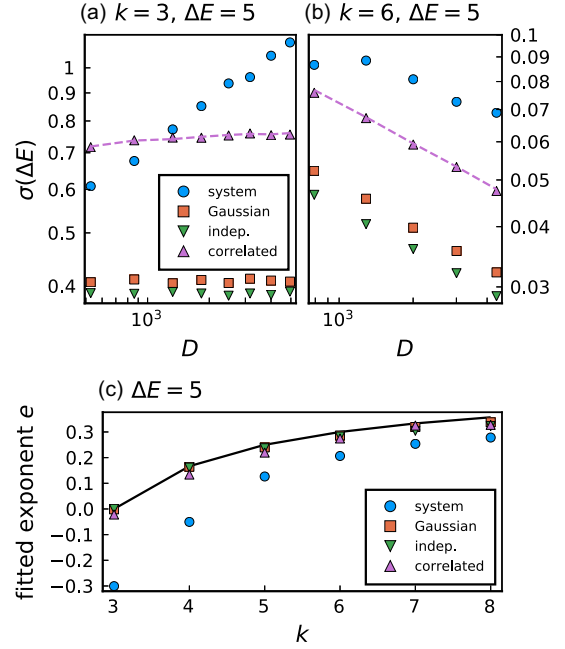 (a) k = 3, ΔE = 5
(b) k = 6, ΔE = 5
σ(ΔE)
1
0.9
0.8
0.7
0.6
0.5
0.4
system
Gaussian
indep.
correlated
10³
D
0.1
0.09
0.08
0.07
0.06
0.05
0.04
0.03
10³
D
(c) ΔE = 5
fitted exponent e
0.3
0.2
0.1
0.0
−0.1
−0.2
−0.3
system
Gaussian
indep.
correlated
3 4 5 6 7 8
k